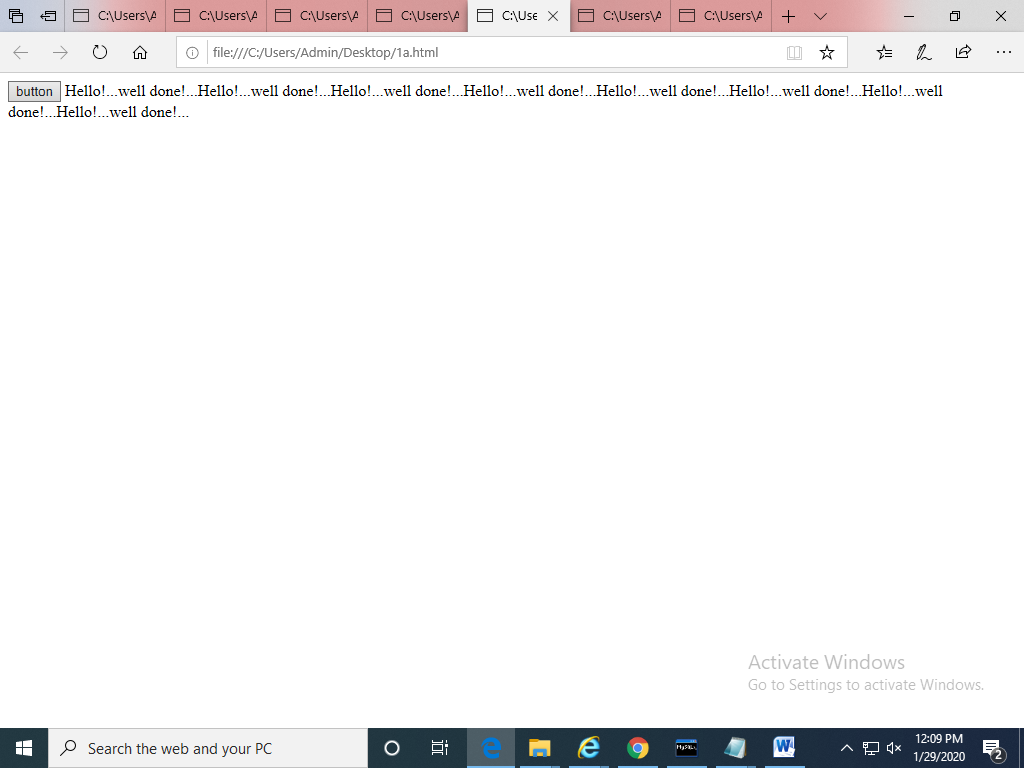 C:\Users\A C:\Users\A C:\Users\A C:\Users\A C:\Use C:\Users\A C:\Users\A
file:///C:/Users/Admin/Desktop/1a.html
button Hello!...well done!...Hello!...well done!...Hello!...well done!...Hello!...well done!...Hello!...well done!...Hello!...well done!...Hello!...well
done!...Hello!...well done!...
Activate Windows
Go to Settings to activate Windows.
Search the web and your PC
MySQL
12:09 PM
1/29/2020
2